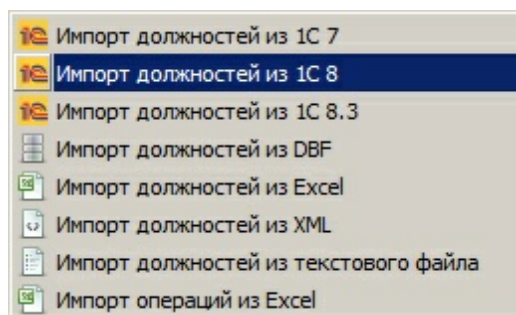 Импорт должностей из 1С 7
Импорт должностей из 1С 8
Импорт должностей из 1С 8.3
Импорт должностей из DBF
Импорт должностей из Excel
Импорт должностей из XML
Импорт должностей из текстового файла
Импорт операций из Excel